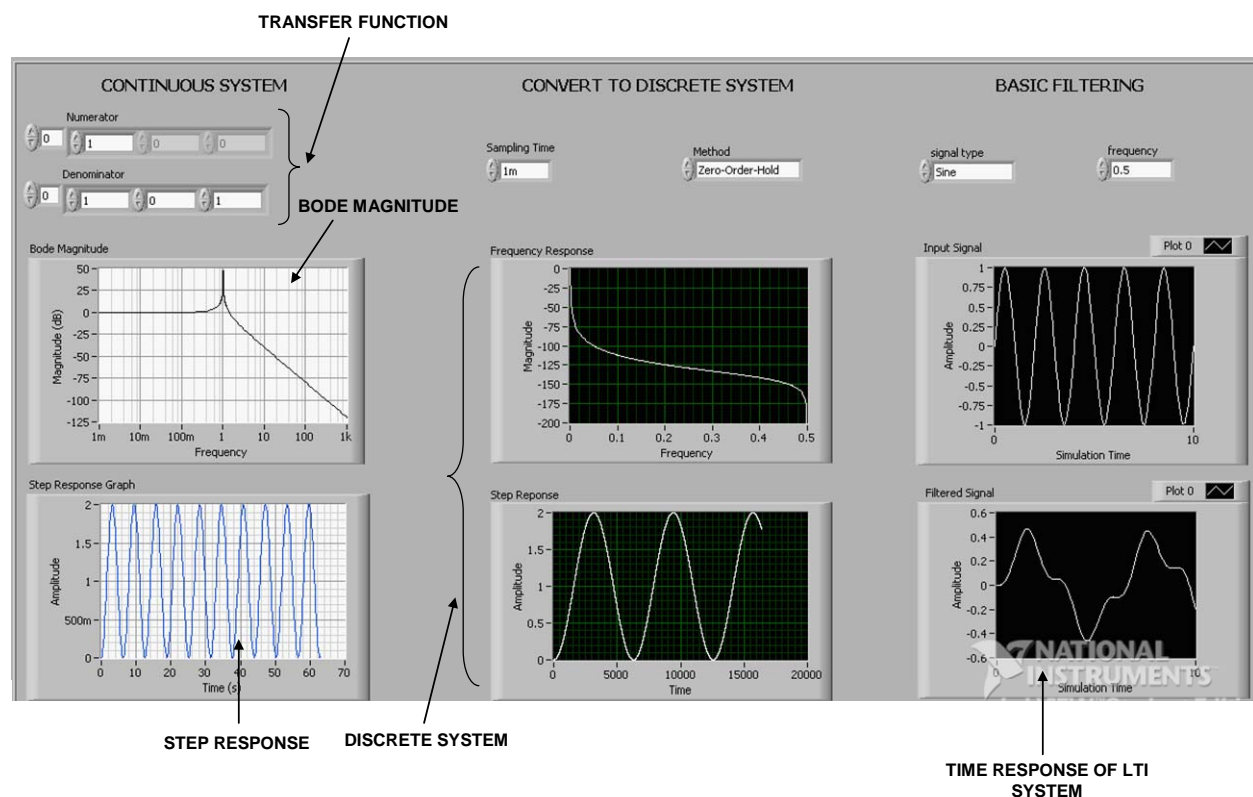 TRANSFER FUNCTION
CONTINUOUS SYSTEM
CONVERT TO DISCRETE SYSTEM
BASIC FILTERING
Numerator
0 1 0 0
Denominator
0 1 0 1
Sampling Time
1m
Method
Zero-Order-Hold
signal type
Sine
frequency
0.5
BODE MAGNITUDE
Bode Magnitude
Magnitude (dB)
50
25
0
-25
-50
-75
-100
-125
1m 10m 100m 1 10 100 1k
Frequency
Frequency Response
Magnitude
0
-25
-50
-75
-100
-125
-150
-175
-200
0 0.1 0.2 0.3 0.4 0.5
Frequency
Input Signal
Plot 0
Amplitude
1
0.75
0.5
0.25
0
-0.25
-0.5
-0.75
-1
0 10
Simulation Time
Step Response Graph
Amplitude
2
1.5
1
500m
0
0 10 20 30 40 50 60 70
Time (s)
Step Reponse
Amplitude
2
1.5
1
0.5
0
0 5000 10000 15000 20000
Time
Filtered Signal
Plot 0
Amplitude
0.6
0.4
0.2
0
-0.2
-0.4
-0.6
0 10
Simulation Time
NATIONAL
INSTRUMENTS
STEP RESPONSE
DISCRETE SYSTEM
TIME RESPONSE OF LTI
SYSTEM